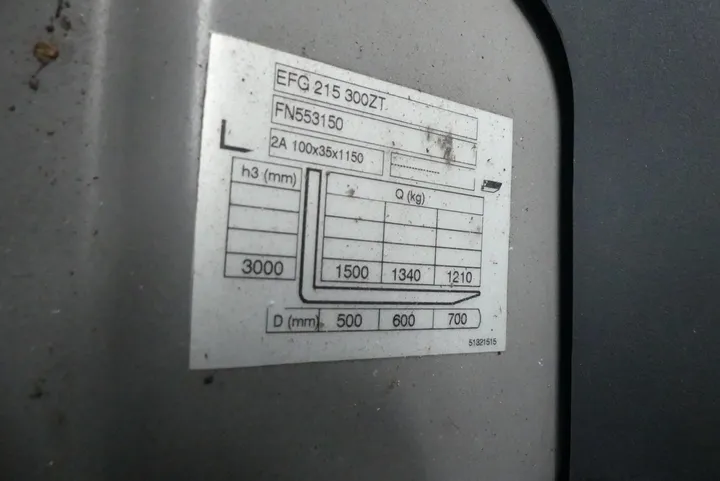 EFG 215 300ZT
FN553150
2A 100x35x1150
h3 (mm) Q (kg)
3000 1500 1340 1210
D (mm) 500 600 700
51321515